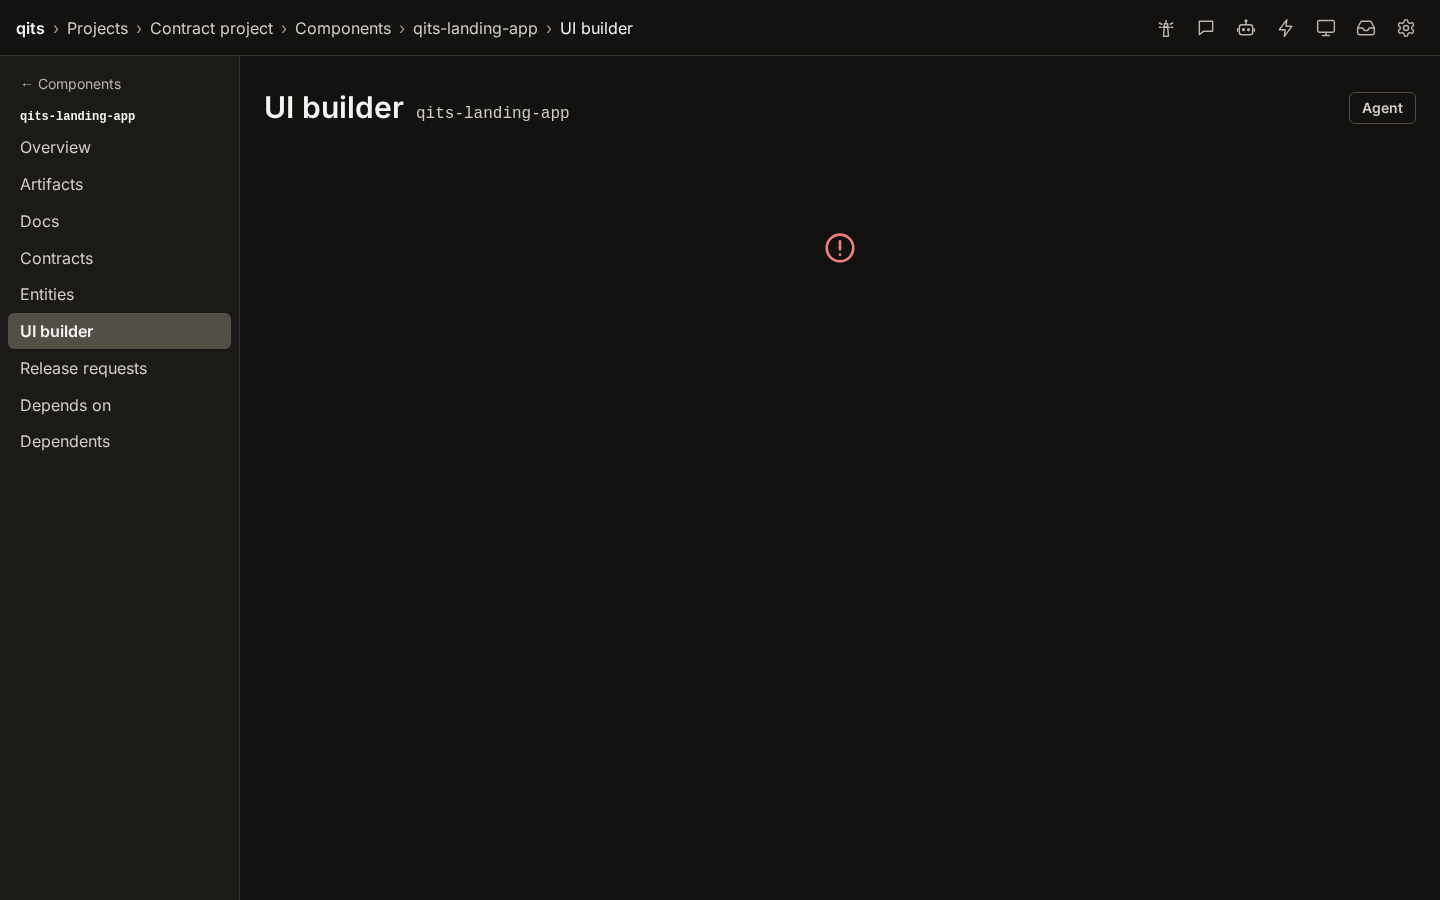 qits › Projects › Contract project › Components › qits-landing-app › UI builder
← Components
qits-landing-app
Overview
Artifacts
Docs
Contracts
Entities
UI builder
Release requests
Depends on
Dependents
UI builder qits-landing-app
Agent